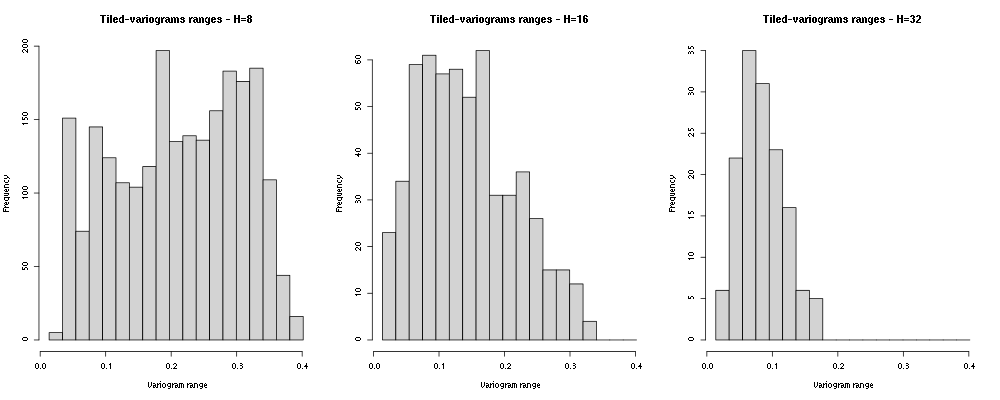 Tiled-variograms ranges - H=8
Frequency
200
150
100
50
0
0.0 0.1 0.2 0.3 0.4
Variogram range
Tiled-variograms ranges - H=16
Frequency
60
50
40
30
20
10
0
0.0 0.1 0.2 0.3 0.4
Variogram range
Tiled-variograms ranges - H=32
Frequency
35
30
25
20
15
10
5
0
0.0 0.1 0.2 0.3 0.4
Variogram range